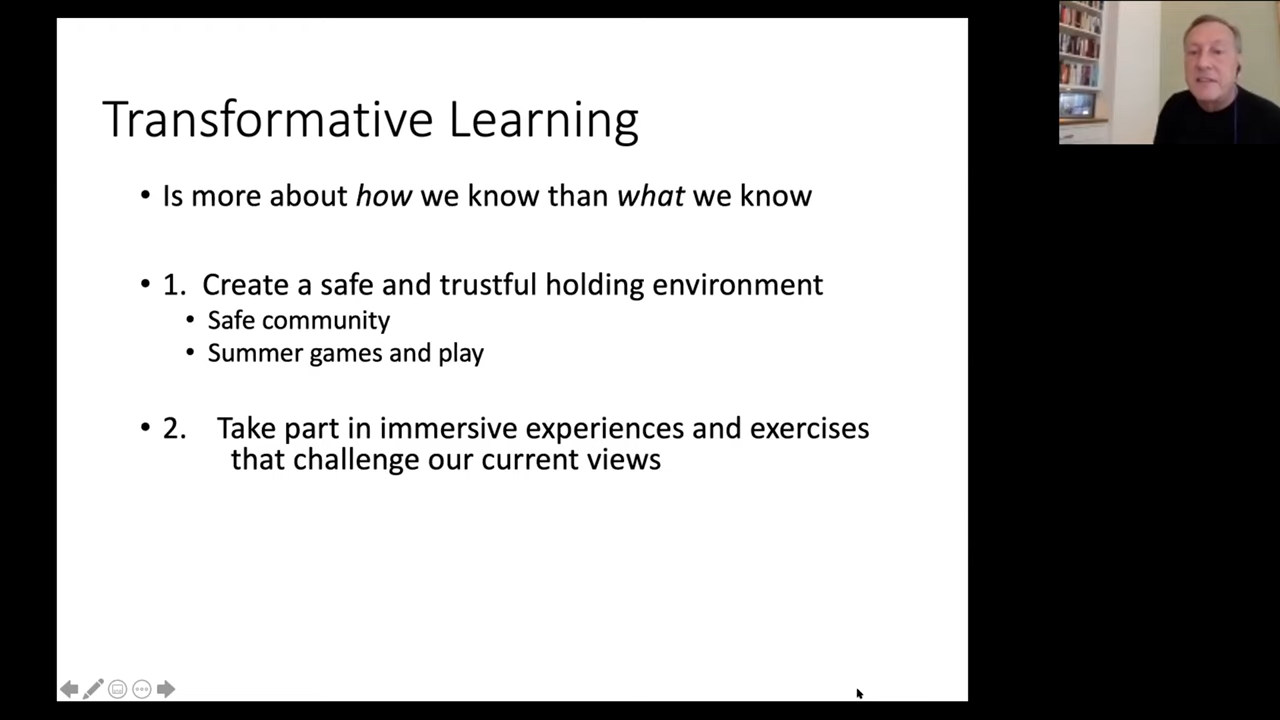 Transformative Learning
• Is more about how we know than what we know
• 1. Create a safe and trustful holding environment
• Safe community
• Summer games and play
• 2. Take part in immersive experiences and exercises
that challenge our current views